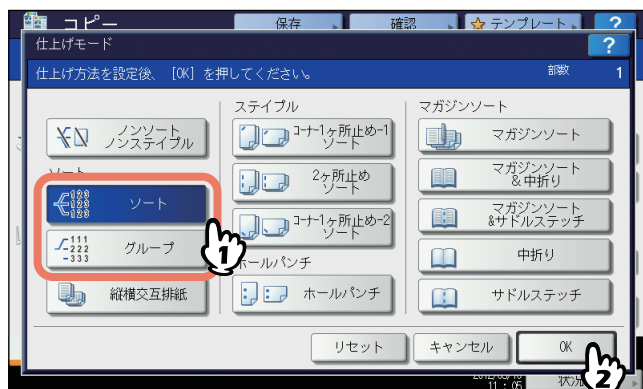 コピー
保存
確認
テンプレート
?
仕上げモード
?
仕上げ方法を設定後、[OK] を押してください。
部数 1
ノンソート
ノンステイプル
ソート
123
123
123
ソート
111
222
333
グループ
縦横交互排紙
ステイプル
コーナー1ヶ所止め-1
ソート
2ヶ所止め
ソート
コーナー1ヶ所止め-2
ソート
ホールパンチ
ホールパンチ
マガジンソート
マガジンソート
マガジンソート
&中折り
マガジンソート
&サドルステッチ
中折り
サドルステッチ
1
リセット
キャンセル
OK
2
11:05
状況